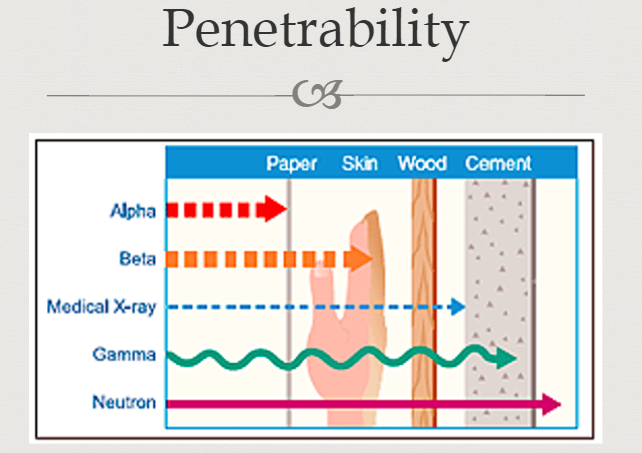 Penetrability
Paper Skin Wood Cement
Alpha
Beta
Medical X-ray
Gamma
Neutron